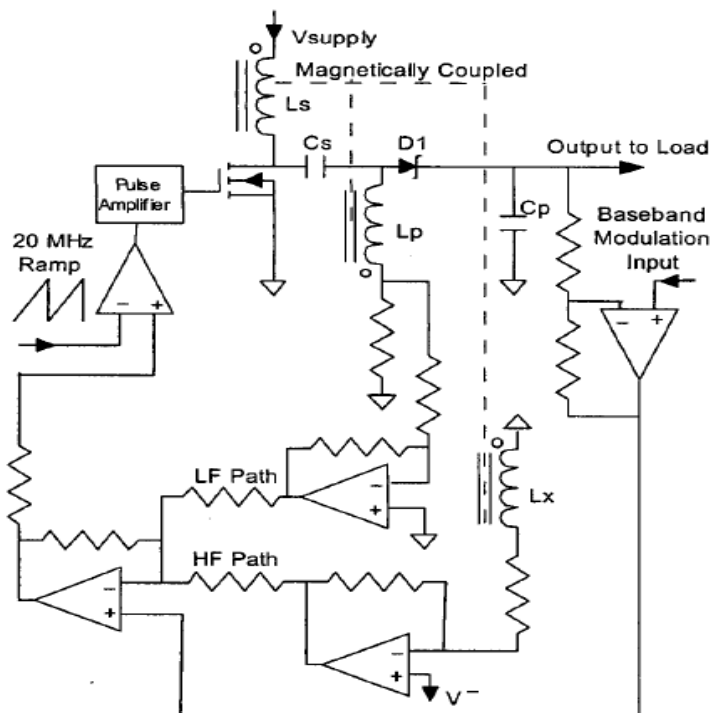 Vsupply
Magnetically Coupled
Ls
Cs
D1
Output to Load
Pulse
Amplifier
Cp
Baseband
Modulation
Input
20 MHz
Ramp
Lp
− +
− +
LF Path
−
+
Lx
HF Path
−
+
−
+
V−